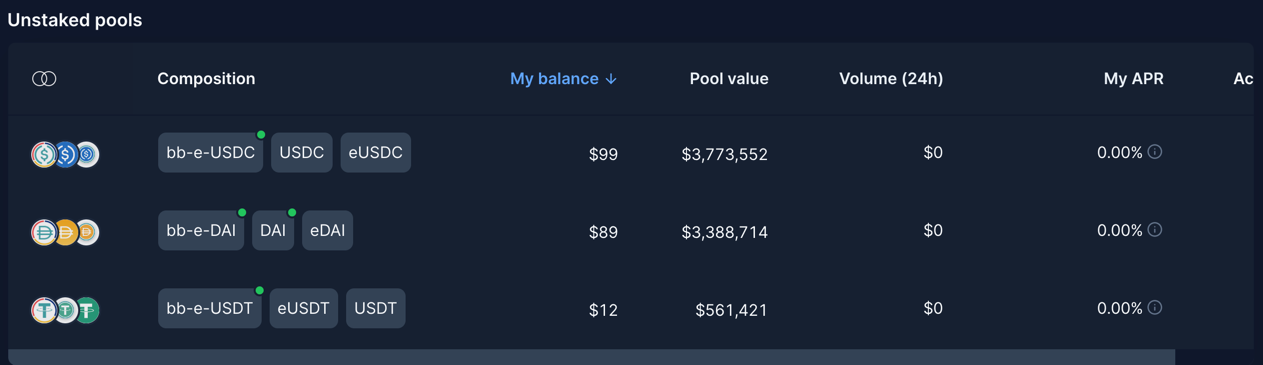 Unstaked pools
Composition My balance ↓ Pool value Volume (24h) My APR Ac
bb-e-USDC USDC eUSDC $99 $3,773,552 $0 0.00%
bb-e-DAI DAI eDAI $89 $3,388,714 $0 0.00%
bb-e-USDT eUSDT USDT $12 $561,421 $0 0.00%